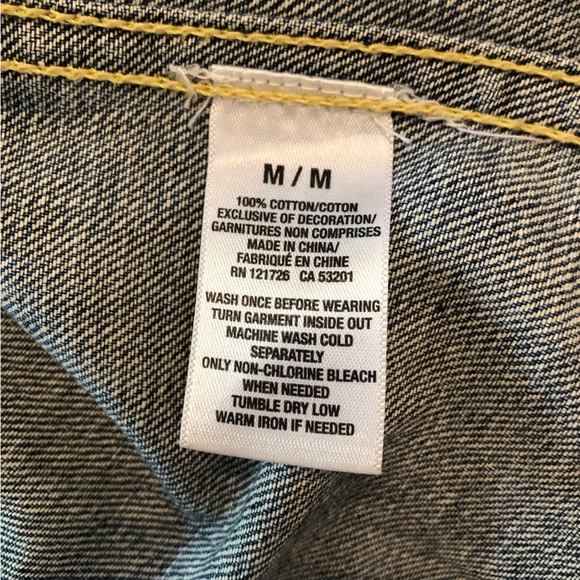 M / M
100% COTTON/COTON
EXCLUSIVE OF DECORATION/
GARNITURES NON COMPRISES
MADE IN CHINA/
FABRIQUÉ EN CHINE
RN 121726 CA 53201
WASH ONCE BEFORE WEARING
TURN GARMENT INSIDE OUT
MACHINE WASH COLD
SEPARATELY
ONLY NON-CHLORINE BLEACH
WHEN NEEDED
TUMBLE DRY LOW
WARM IRON IF NEEDED